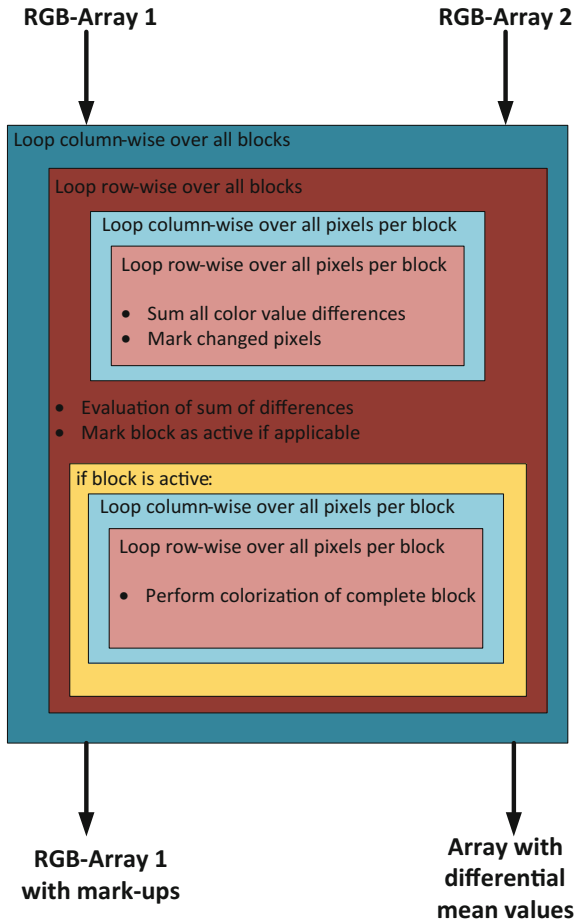 RGB-Array 1
RGB-Array 2
Loop column-wise over all blocks
Loop row-wise over all blocks
Loop column-wise over all pixels per block
Loop row-wise over all pixels per block
• Sum all color value differences
• Mark changed pixels
• Evaluation of sum of differences
• Mark block as active if applicable
if block is active:
Loop column-wise over all pixels per block
Loop row-wise over all pixels per block
• Perform colorization of complete block
RGB-Array 1
with mark-ups
Array with
differential
mean values